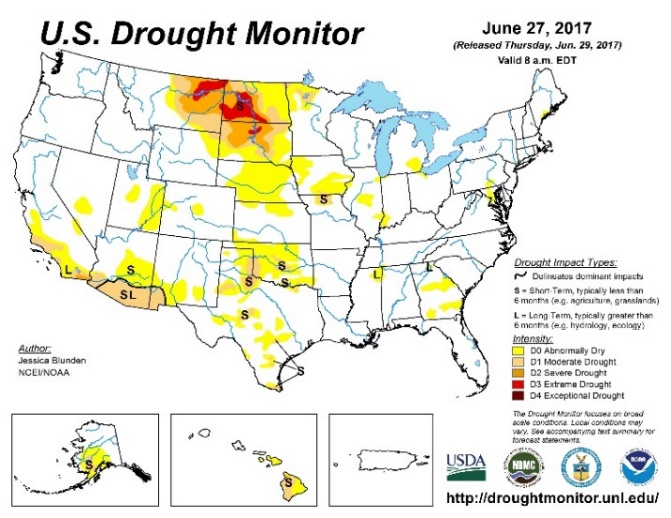 U.S. Drought Monitor
June 27, 2017
(Released Thursday, Jun. 29, 2017)
Valid 8 a.m. EDT
S
S
S
S
S
S
S
S
L
L
L
SL
Drought Impact Types:
Delineates dominant impacts
S = Short-Term, typically less than
6 months (e.g. agriculture, grasslands)
L = Long-Term, typically greater than
6 months (e.g. hydrology, ecology)
Intensity:
D0 Abnormally Dry
D1 Moderate Drought
D2 Severe Drought
D3 Extreme Drought
D4 Exceptional Drought
Author:
Jessica Blunden
NCEI/NOAA
The Drought Monitor focuses on broad-
scale conditions. Local conditions may
vary. See accompanying text summary for
forecast statements.
S
S
USDA
NDMC
NOAA
http://droughtmonitor.unl.edu/